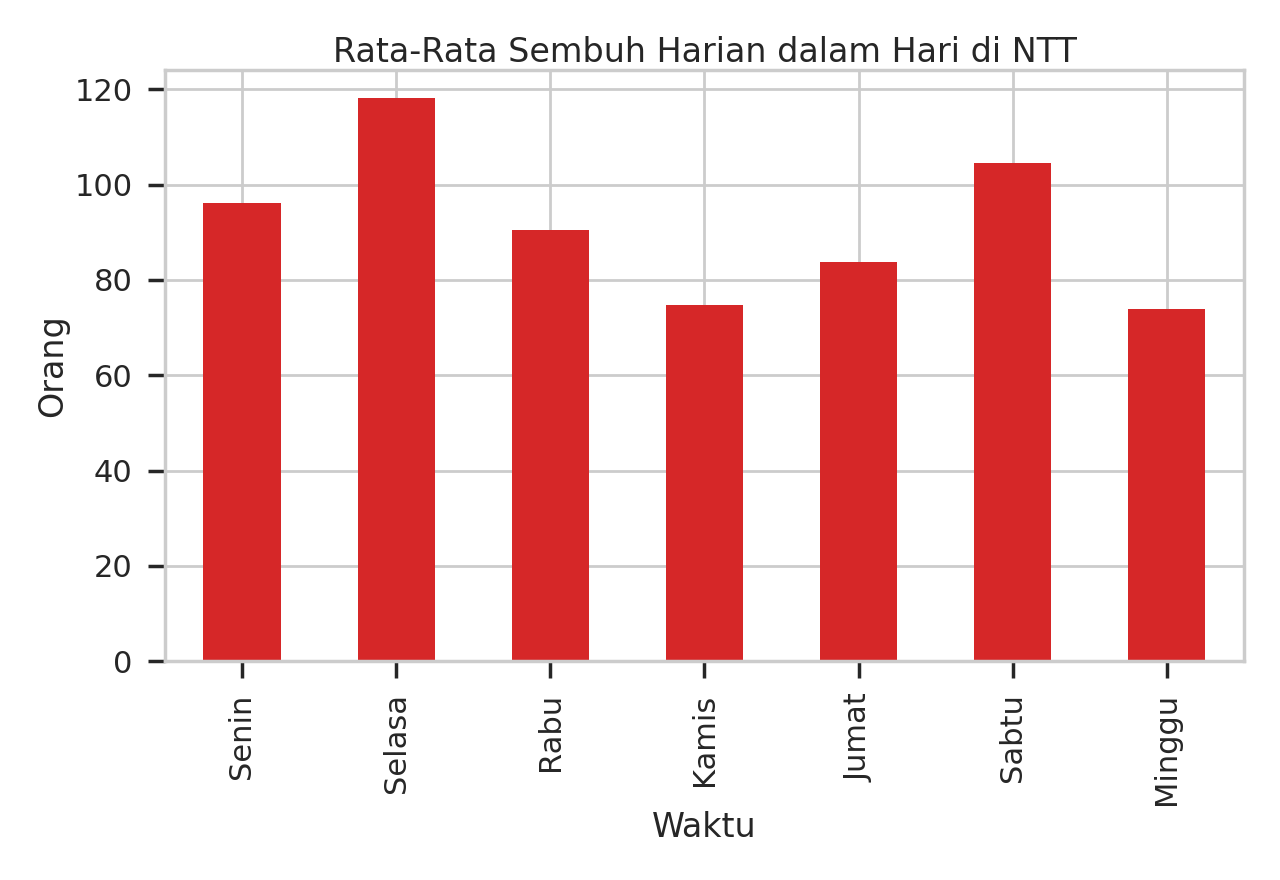 Rata-Rata Sembuh Harian dalam Hari di NTT
120
100
80
60
40
20
0
Orang
Senin
Selasa
Rabu
Kamis
Jumat
Sabtu
Minggu
Waktu